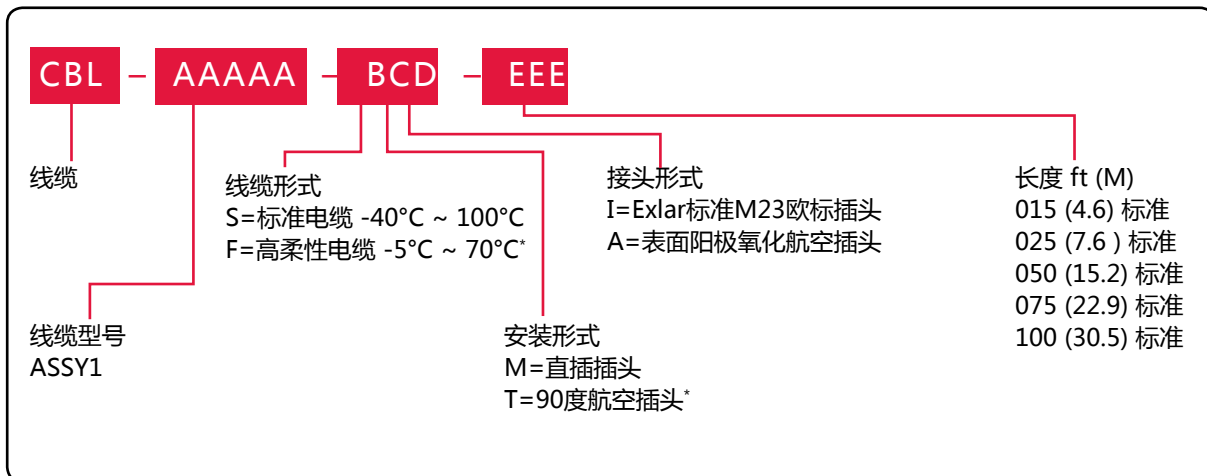 CBL – AAAAA – BCD – EEE
线缆
线缆型号
ASSY1
线缆形式
S=标准电缆 -40°C ~ 100°C
F=高柔性电缆 -5°C ~ 70°C*
安装形式
M=直插插头
T=90度航空插头*
接头形式
I=Exlar标准M23欧标插头
A=表面阳极氧化航空插头
长度 ft (M)
015 (4.6) 标准
025 (7.6 ) 标准
050 (15.2) 标准
075 (22.9) 标准
100 (30.5) 标准